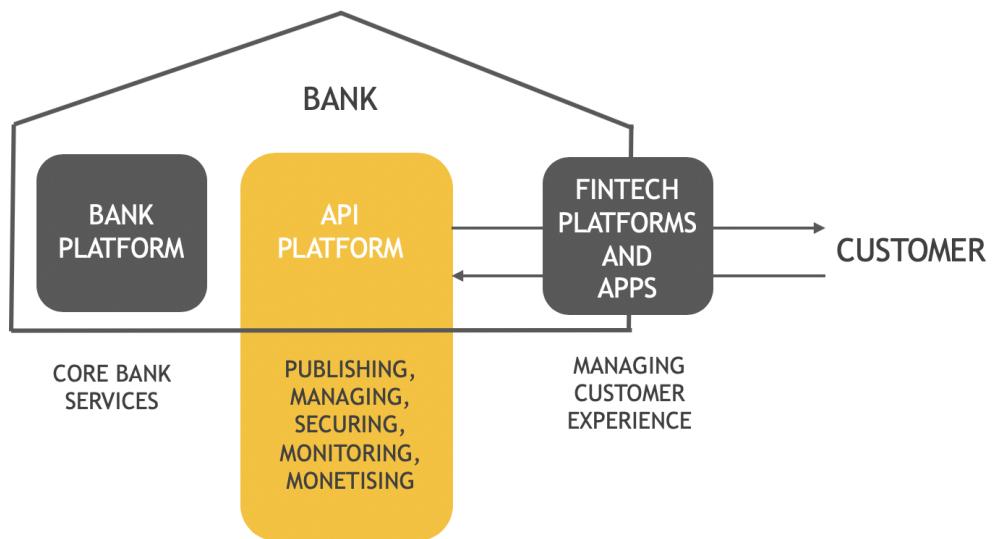 BANK
BANK
PLATFORM
API
PLATFORM
FINTECH
PLATFORMS
AND
APPS
CUSTOMER
CORE BANK
SERVICES
PUBLISHING,
MANAGING,
SECURING,
MONITORING,
MONETISING
MANAGING
CUSTOMER
EXPERIENCE